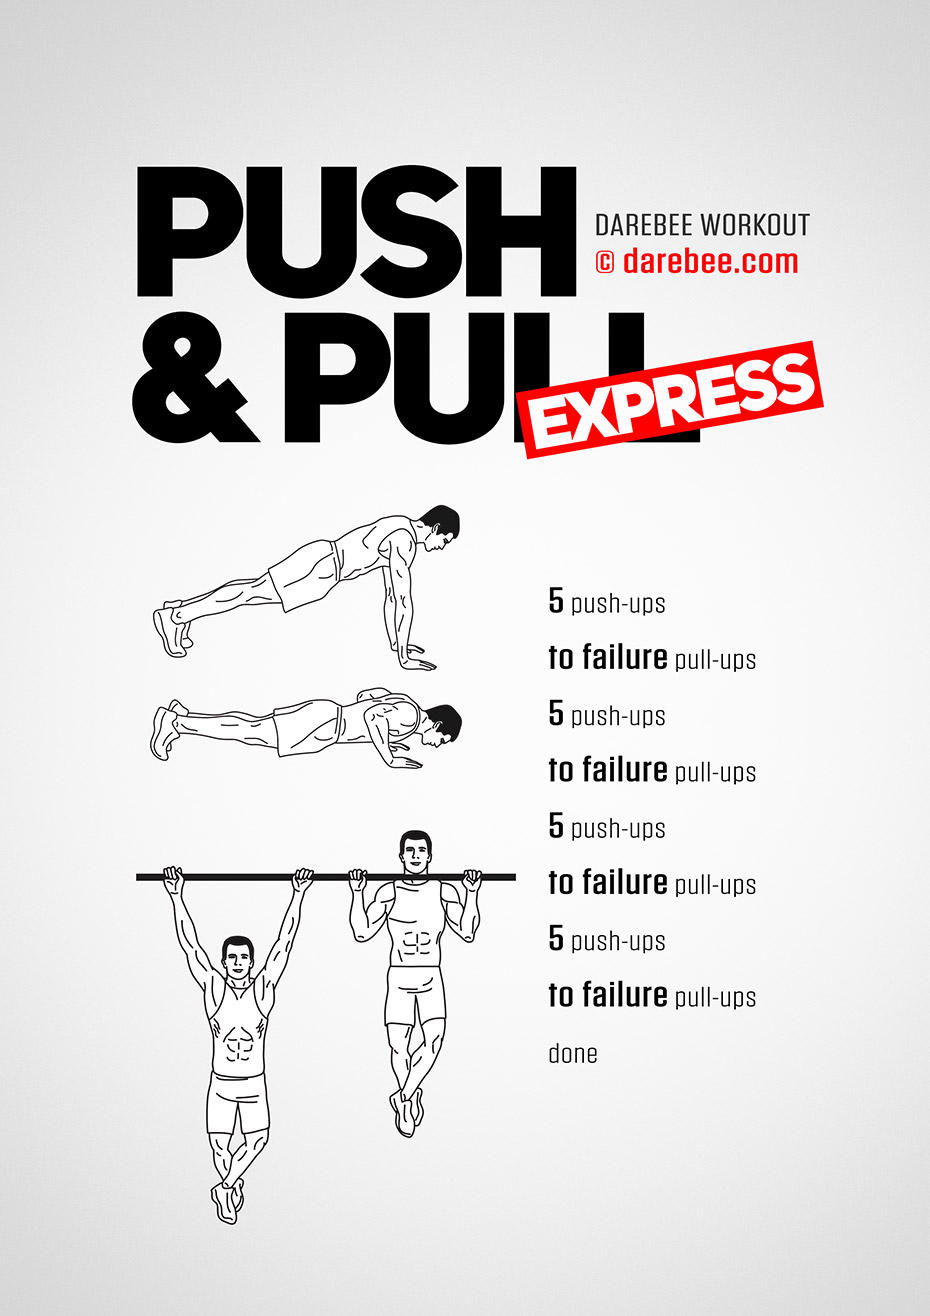 PUSH
& PULL
EXPRESS
DAREBEE WORKOUT
© darebee.com
5 push-ups
to failure pull-ups
5 push-ups
to failure pull-ups
5 push-ups
to failure pull-ups
5 push-ups
to failure pull-ups
done